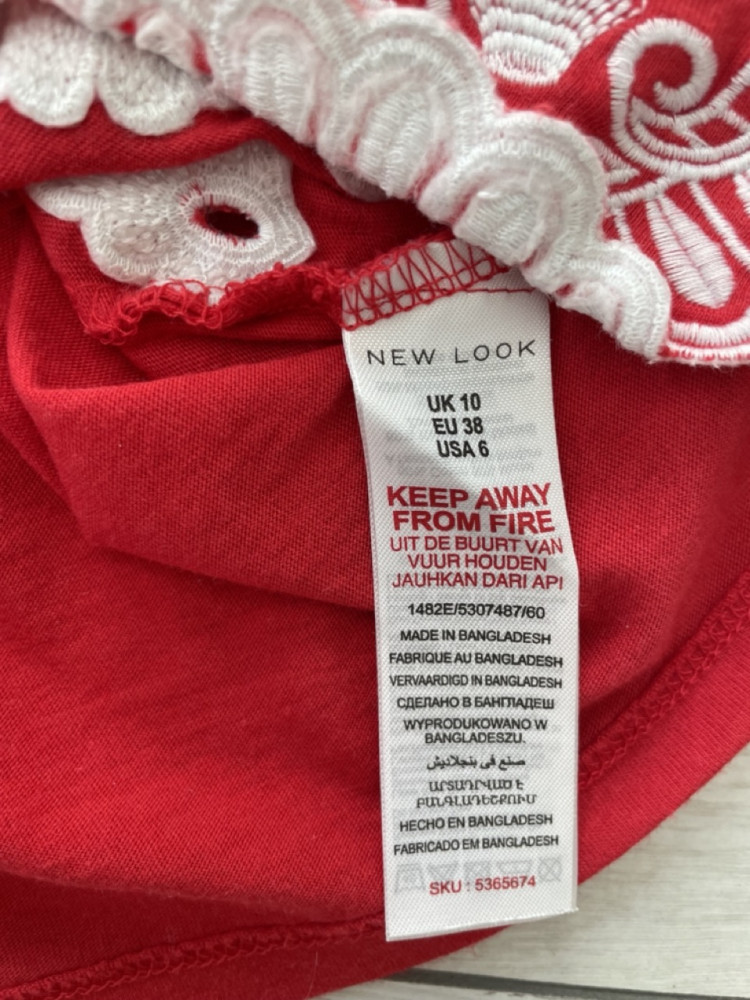 NEW LOOK
UK 10
EU 38
USA 6
KEEP AWAY
FROM FIRE
UIT DE BUURT VAN
VUUR HOUDEN
JAUHKAN DARI API
1482E/5307487/60
MADE IN BANGLADESH
FABRIQUE AU BANGLADESH
VERVAARDIGD IN BANGLADESH
СДЕЛАНО В БАНГЛАДЕШ
WYPRODUKOWANO W
BANGLADESZU.
صنع في بنجلاديش
ԱՐՏԱԴՐՎԱԾ Է
ԲԱՆԳԼԱԴԵՇՔՈՒՄ
HECHO EN BANGLADESH
FABRICADO EM BANGLADESH
SKU : 5365674